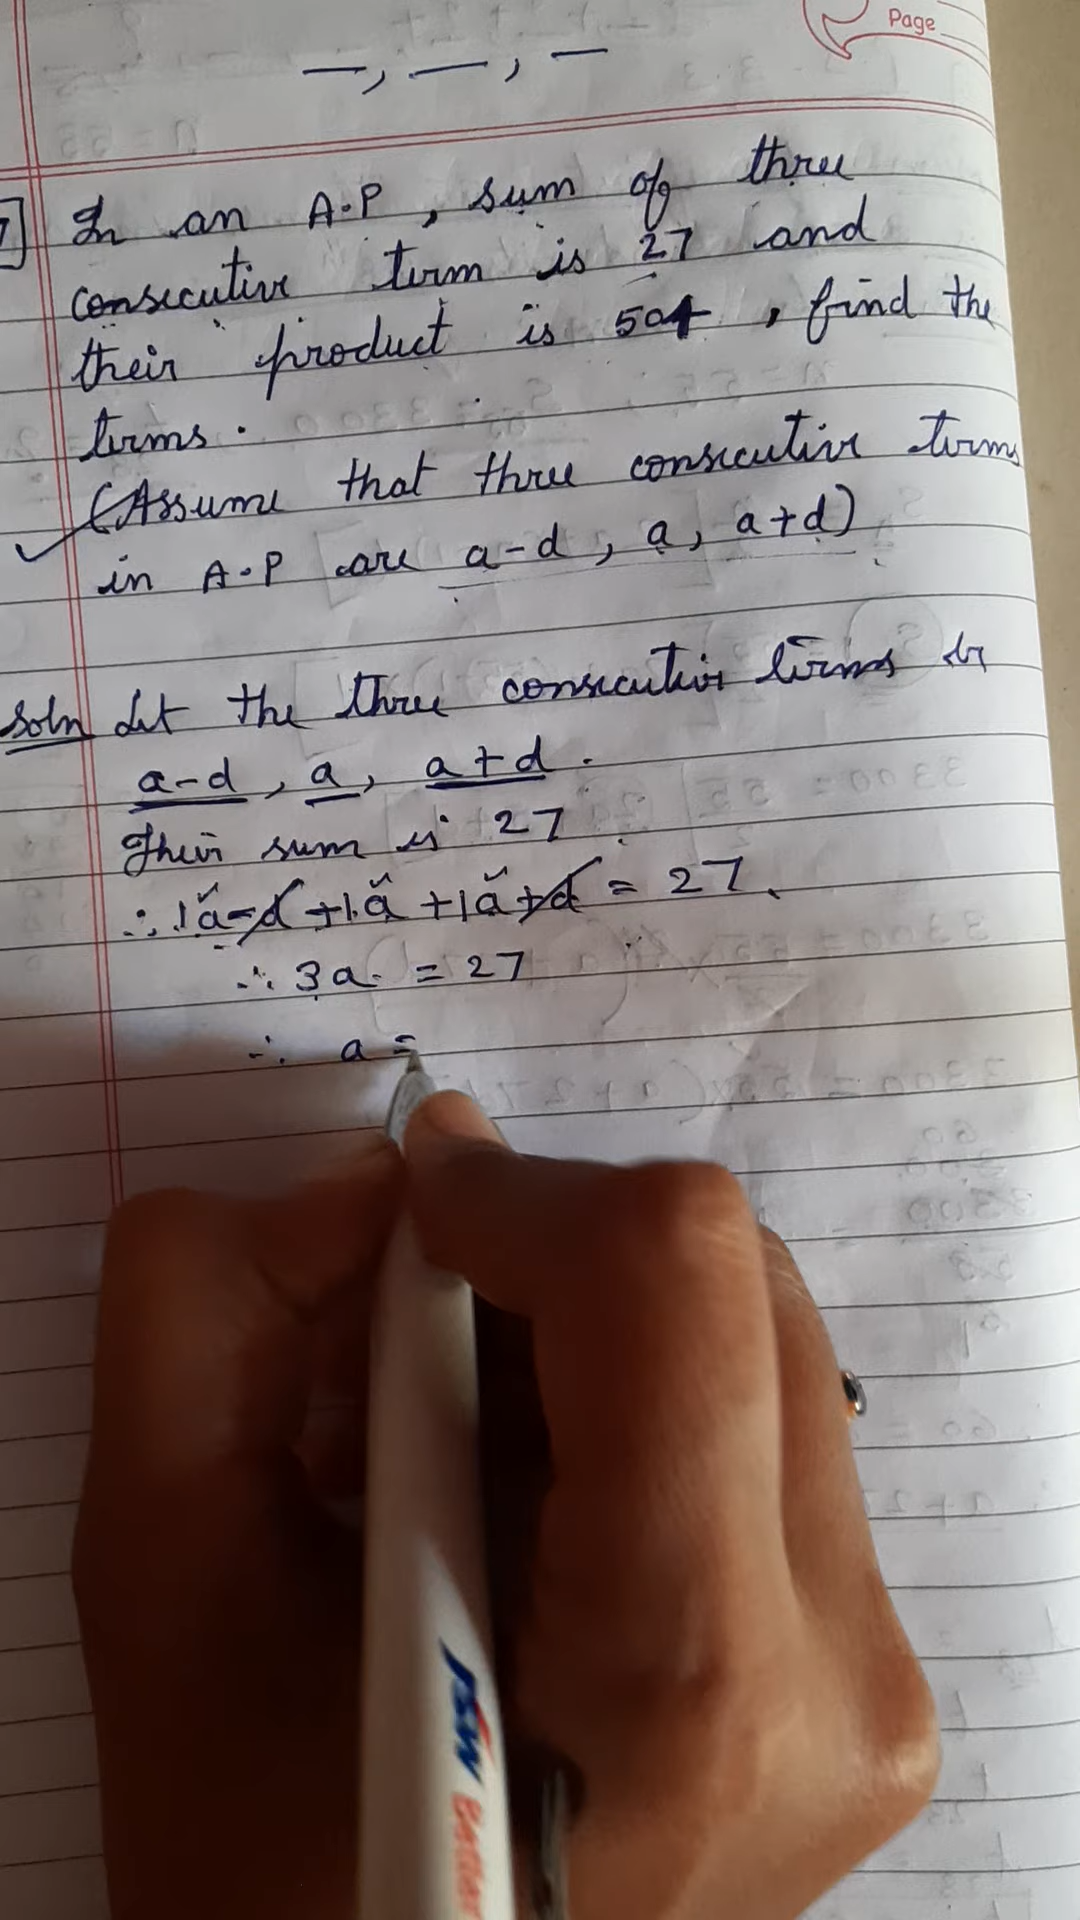 Page
—, —, —
In an A.P, sum of three
consecutive term is 27 and
their product is 504, find the
terms.
(Assume that three consecutive terms
in A.P are a-d, a, a+d)
Soln Let the three consecutive terms be
a-d, a, a+d.
Their sum is 27
∴ 1a-d+1a+1a+d = 27
∴ 3a = 27
∴ a =